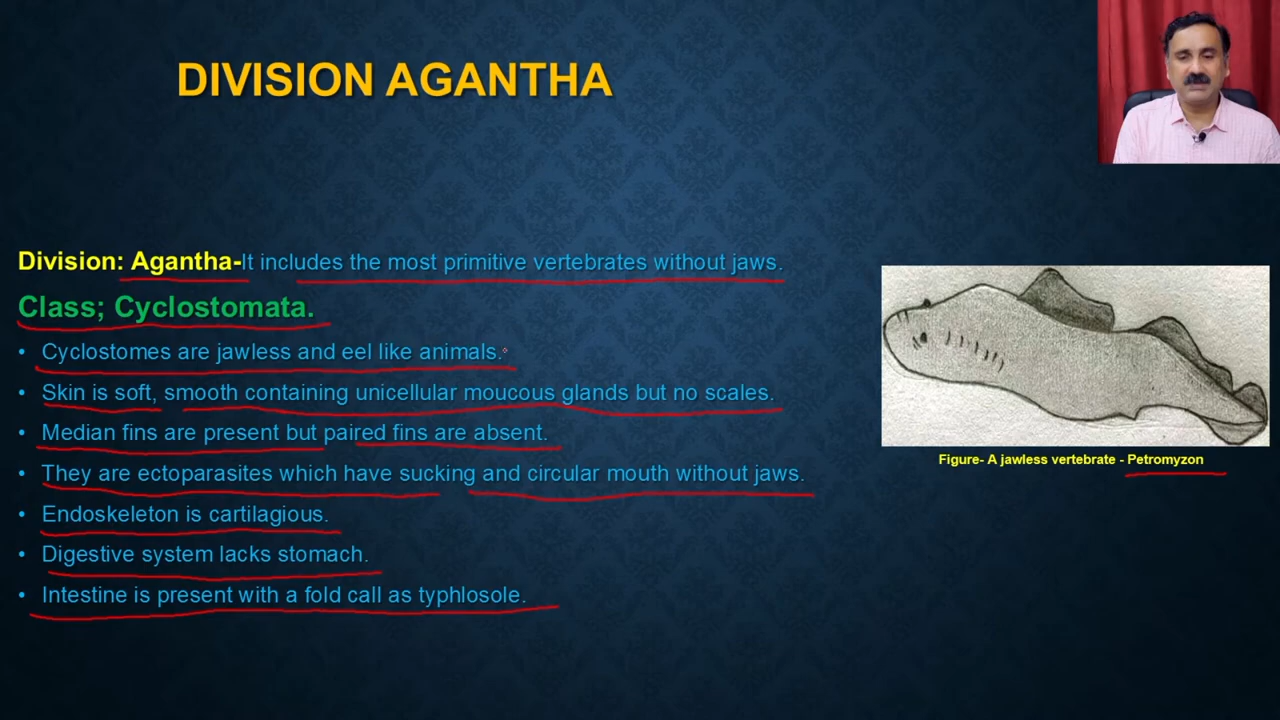 DIVISION AGANTHA
Division: Agantha-It includes the most primitive vertebrates without jaws.
Class; Cyclostomata.
• Cyclostomes are jawless and eel like animals.
• Skin is soft, smooth containing unicellular moucous glands but no scales.
• Median fins are present but paired fins are absent.
• They are ectoparasites which have sucking and circular mouth without jaws.
• Endoskeleton is cartilagious.
• Digestive system lacks stomach.
• Intestine is present with a fold call as typhlosole.
Figure- A jawless vertebrate - Petromyzon